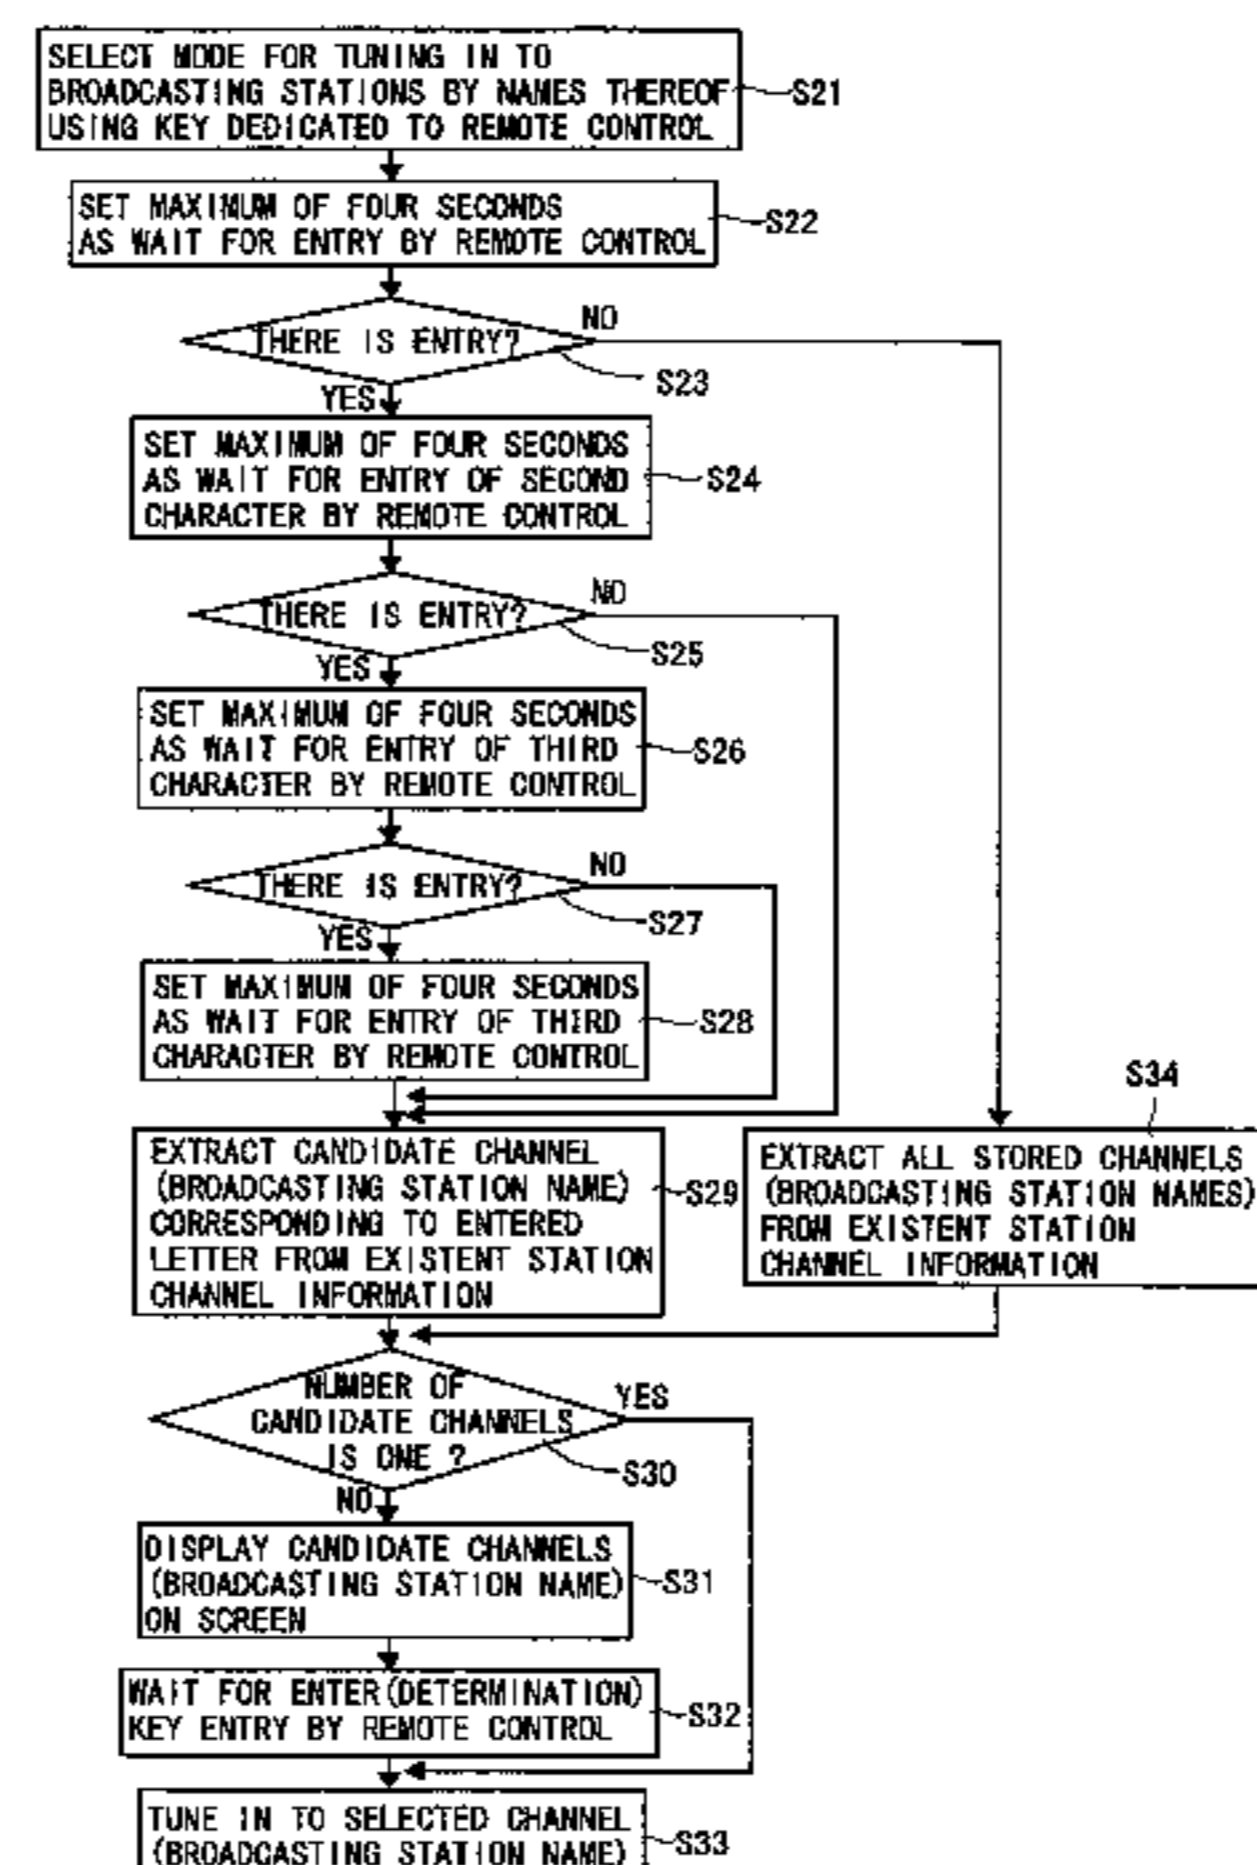 SELECT MODE FOR TUNING IN TO
BROADCASTING STATIONS BY NAMES THEREOF
USING KEY DEDICATED TO REMOTE CONTROL
S21
SET MAXIMUM OF FOUR SECONDS
AS WAIT FOR ENTRY BY REMOTE CONTROL
S22
THERE IS ENTRY?
NO
S23
YES
SET MAXIMUM OF FOUR SECONDS
AS WAIT FOR ENTRY OF SECOND
CHARACTER BY REMOTE CONTROL
S24
THERE IS ENTRY?
NO
S25
YES
SET MAXIMUM OF FOUR SECONDS
AS WAIT FOR ENTRY OF THIRD
CHARACTER BY REMOTE CONTROL
S26
THERE IS ENTRY?
NO
S27
YES
SET MAXIMUM OF FOUR SECONDS
AS WAIT FOR ENTRY OF THIRD
CHARACTER BY REMOTE CONTROL
S28
EXTRACT CANDIDATE CHANNEL
(BROADCASTING STATION NAME)
CORRESPONDING TO ENTERED
LETTER FROM EXISTENT STATION
CHANNEL INFORMATION
S29
S34
EXTRACT ALL STORED CHANNELS
(BROADCASTING STATION NAMES)
FROM EXISTENT STATION
CHANNEL INFORMATION
NUMBER OF
CANDIDATE CHANNELS
IS ONE ?
YES
S30
NO
DISPLAY CANDIDATE CHANNELS
(BROADCASTING STATION NAME)
ON SCREEN
S31
WAIT FOR ENTER(DETERMINATION)
KEY ENTRY BY REMOTE CONTROL
S32
TUNE IN TO SELECTED CHANNEL
(BROADCASTING STATION NAME)
S33